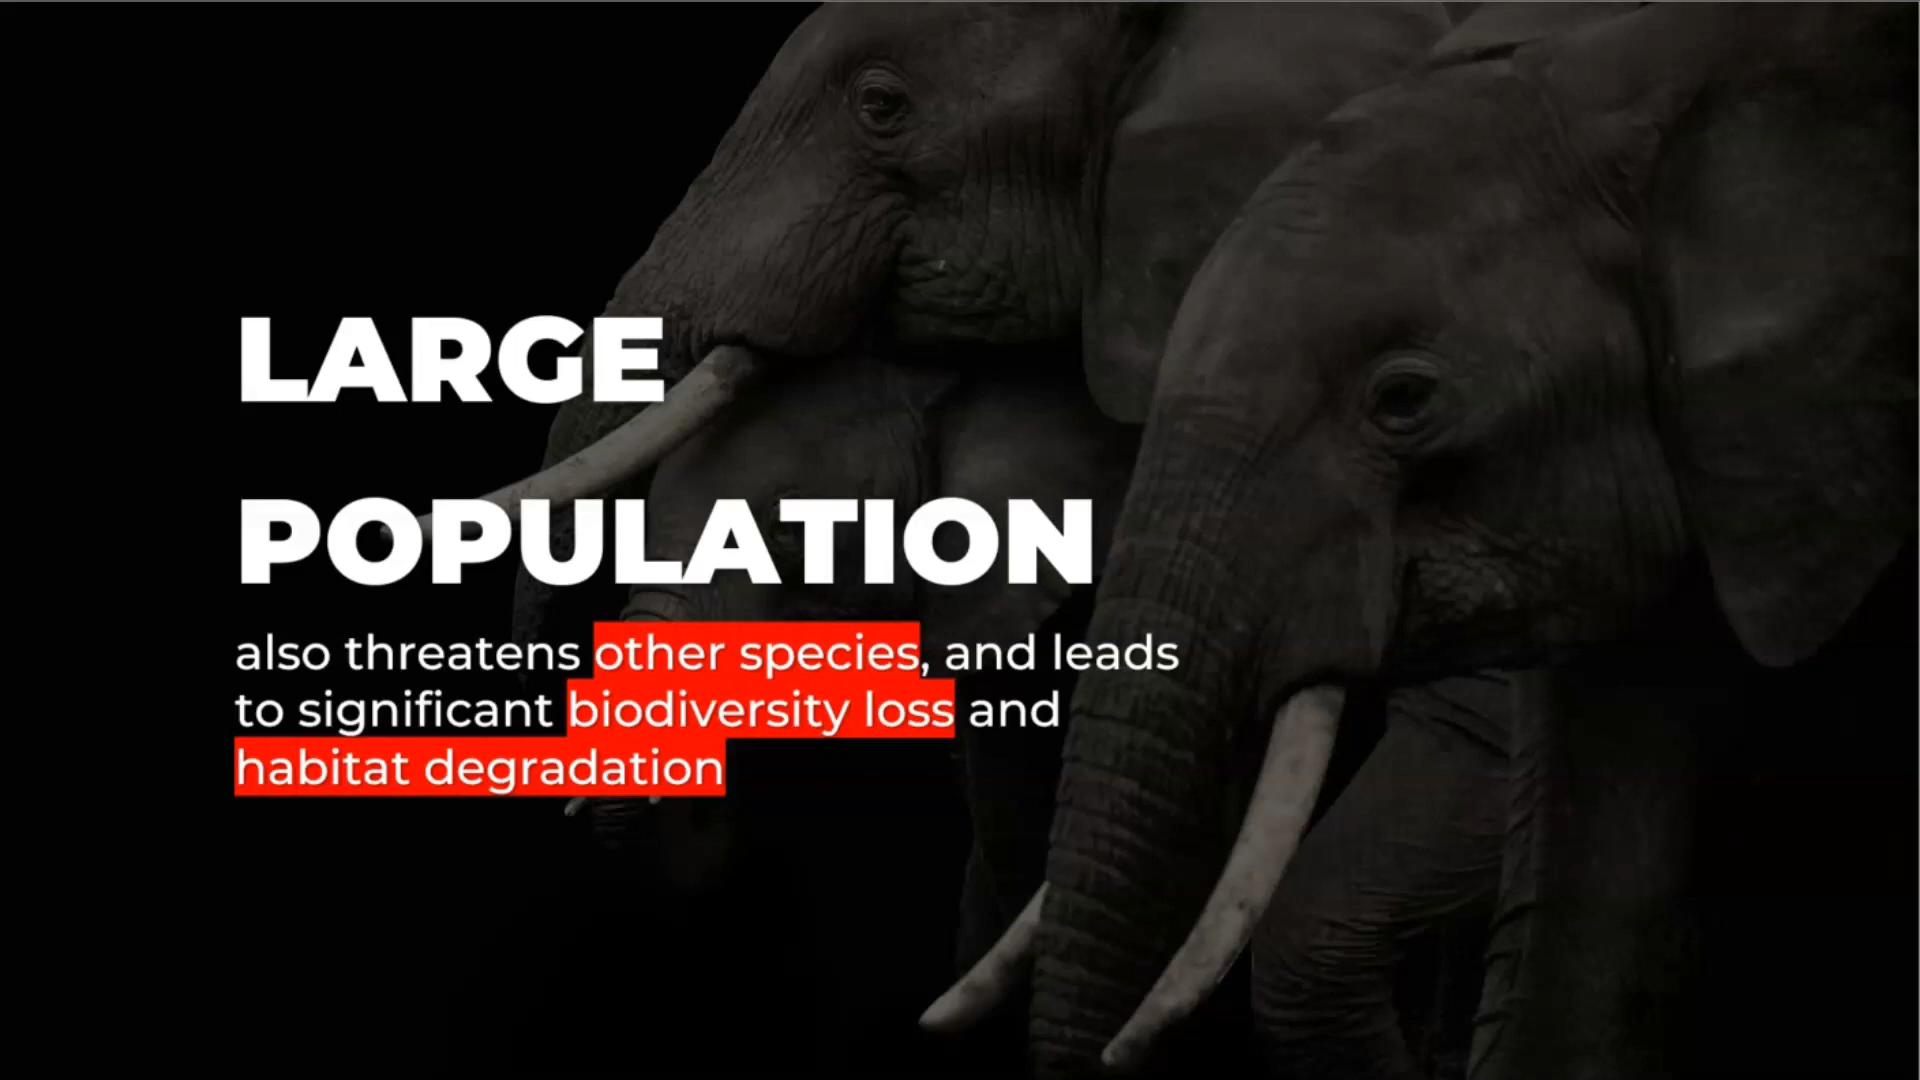 LARGE
POPULATION
also threatens other species, and leads
to significant biodiversity loss and
habitat degradation